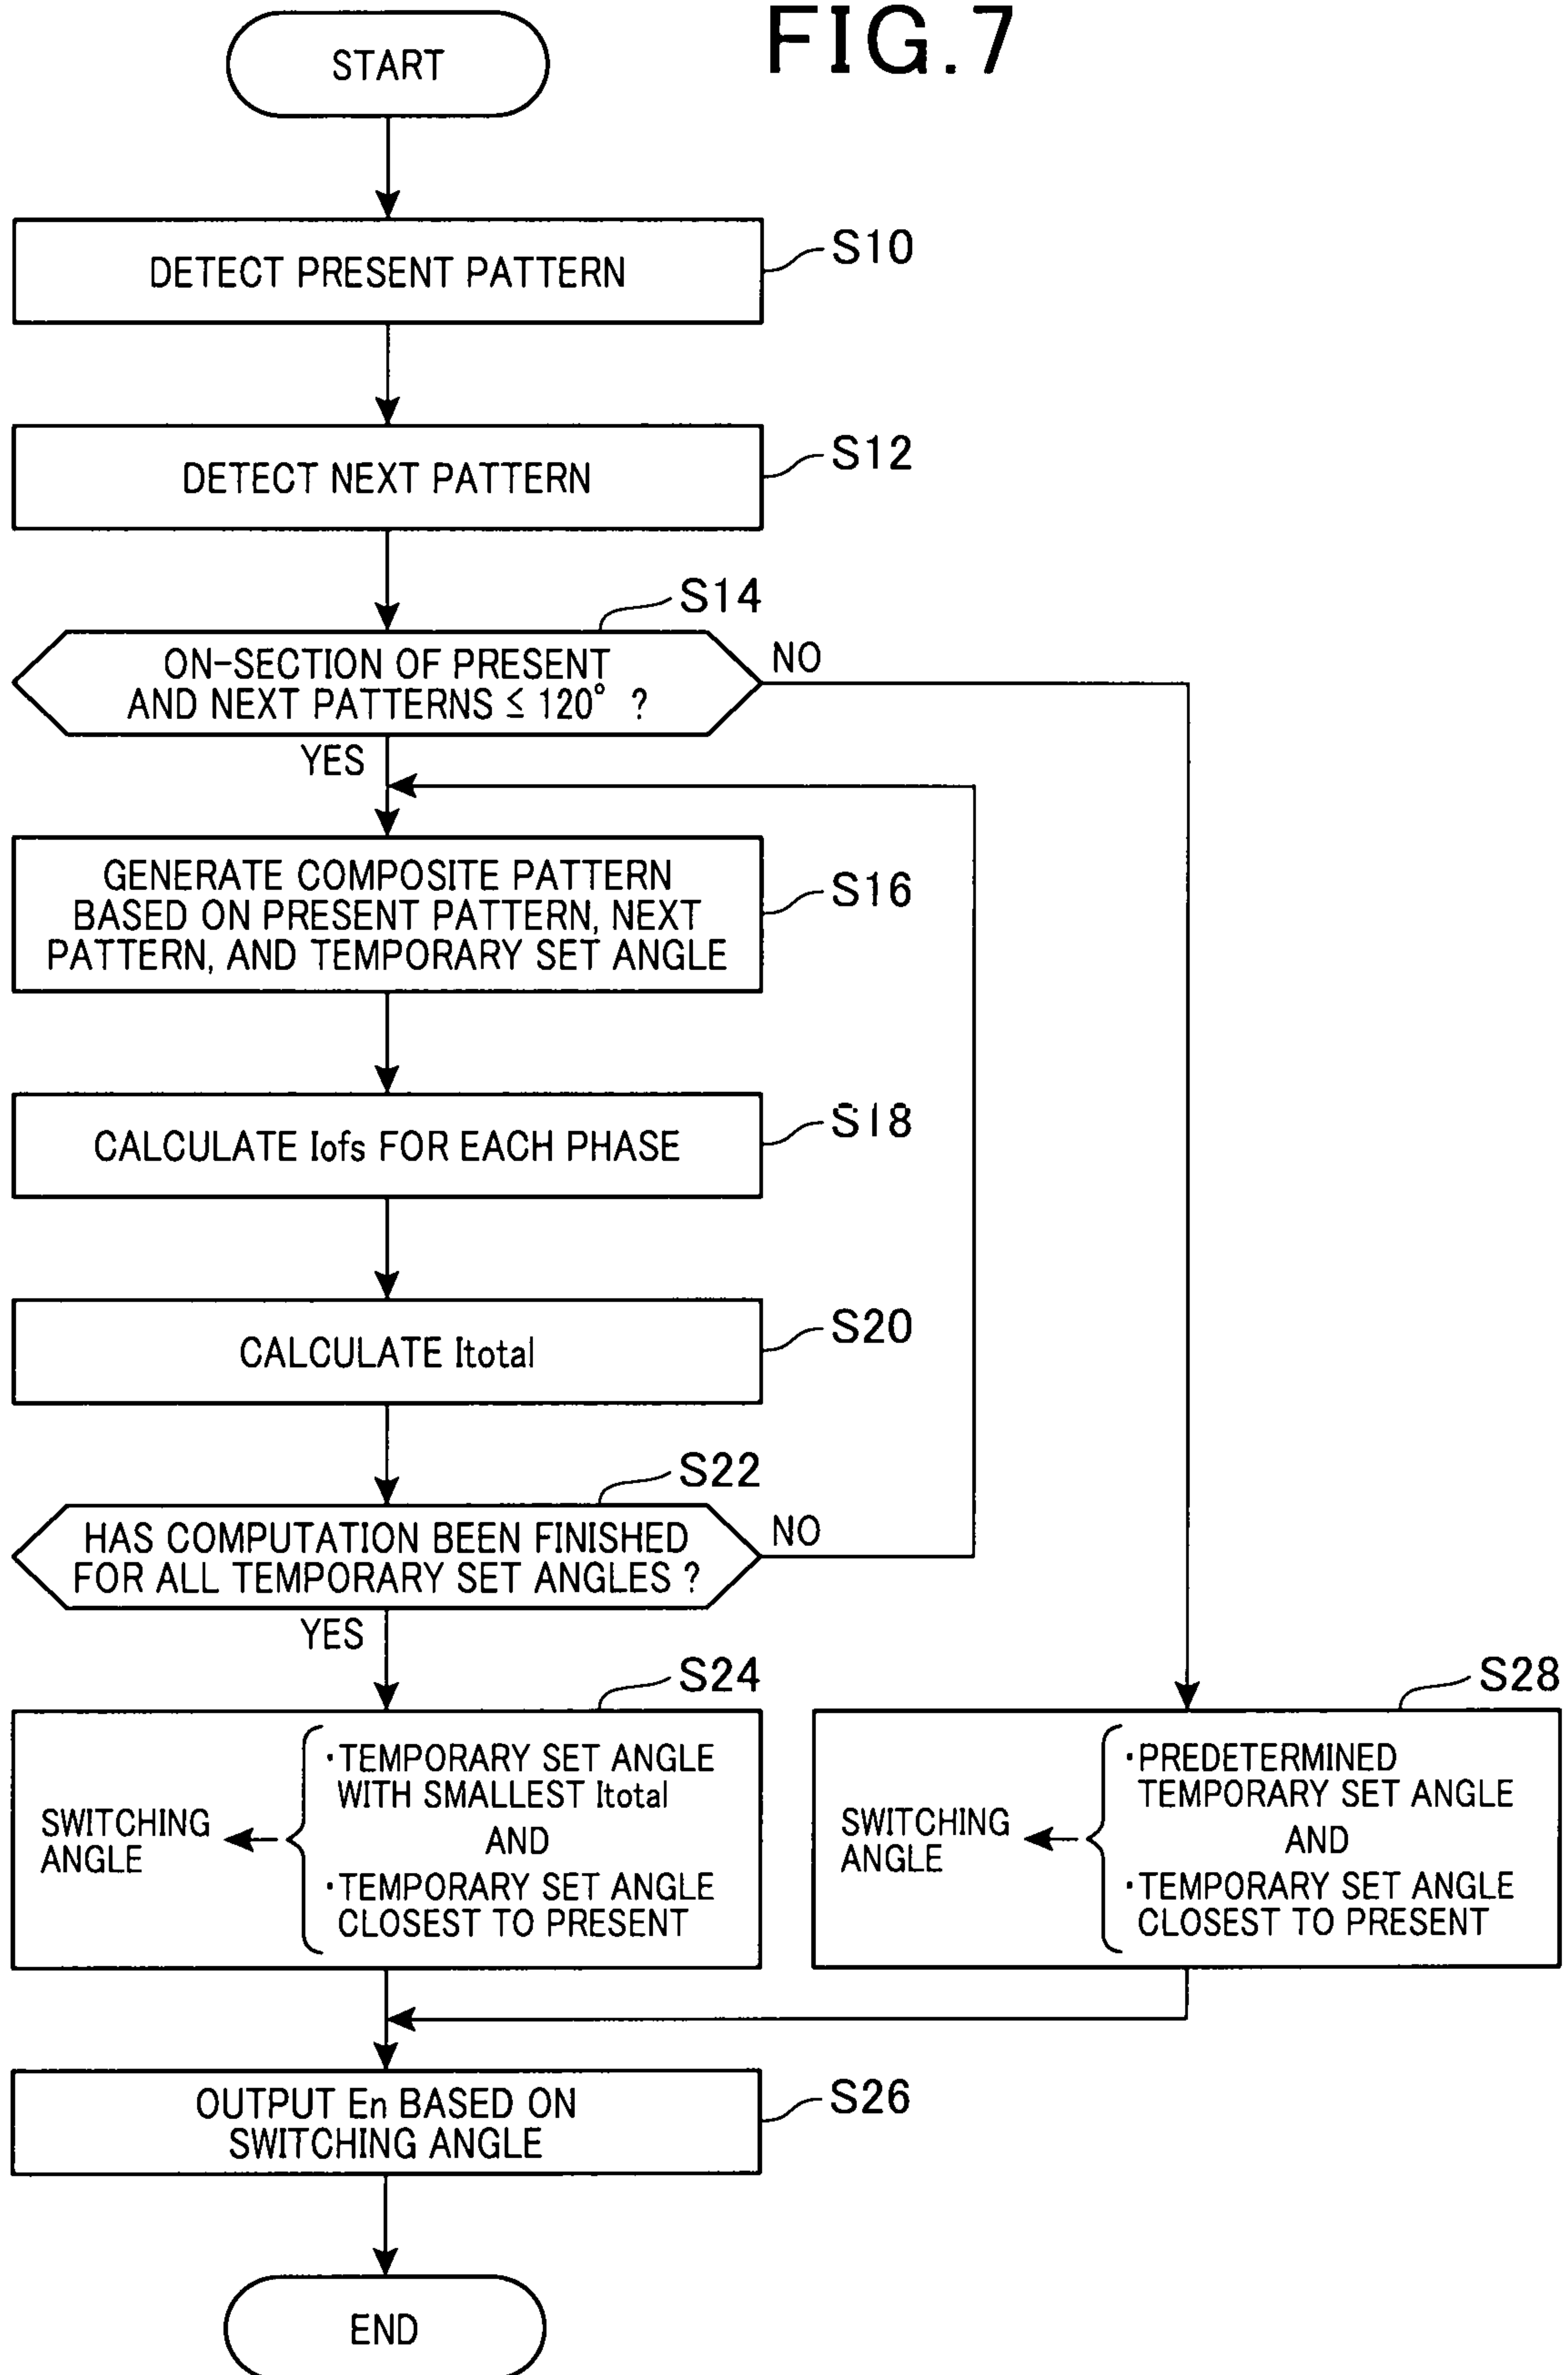 FIG.7
START
DETECT PRESENT PATTERN
S10
DETECT NEXT PATTERN
S12
S14
ON-SECTION OF PRESENT
AND NEXT PATTERNS ≤ 120° ?
NO
YES
GENERATE COMPOSITE PATTERN
BASED ON PRESENT PATTERN, NEXT
PATTERN, AND TEMPORARY SET ANGLE
S16
CALCULATE Iofs FOR EACH PHASE
S18
CALCULATE Itotal
S20
S22
HAS COMPUTATION BEEN FINISHED
FOR ALL TEMPORARY SET ANGLES ?
NO
YES
S24
SWITCHING
ANGLE
・TEMPORARY SET ANGLE
WITH SMALLEST Itotal
AND
・TEMPORARY SET ANGLE
CLOSEST TO PRESENT
S28
SWITCHING
ANGLE
・PREDETERMINED
TEMPORARY SET ANGLE
AND
・TEMPORARY SET ANGLE
CLOSEST TO PRESENT
OUTPUT En BASED ON
SWITCHING ANGLE
S26
END